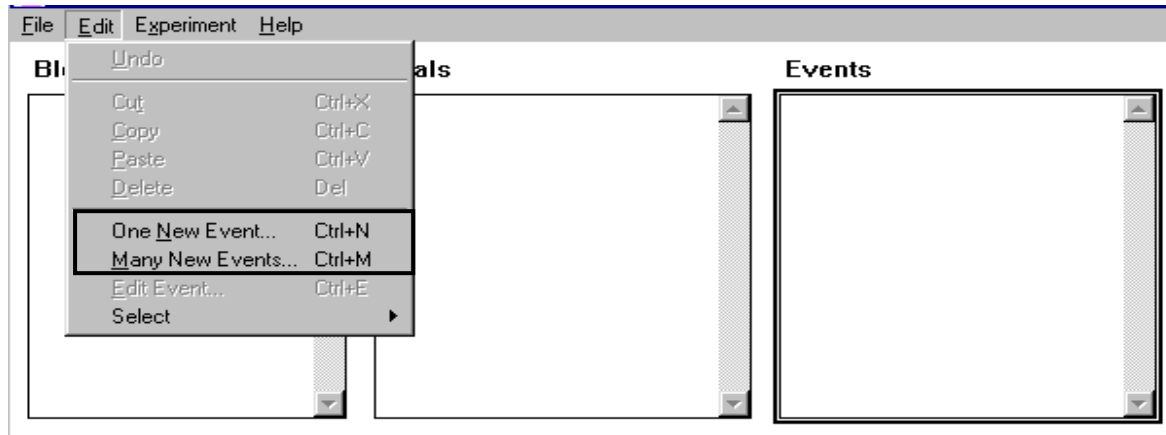 File Edit Experiment Help
Bl als Events
Undo
Cut Ctrl+X
Copy Ctrl+C
Paste Ctrl+V
Delete Del
One New Event... Ctrl+N
Many New Events... Ctrl+M
Edit Event... Ctrl+E
Select